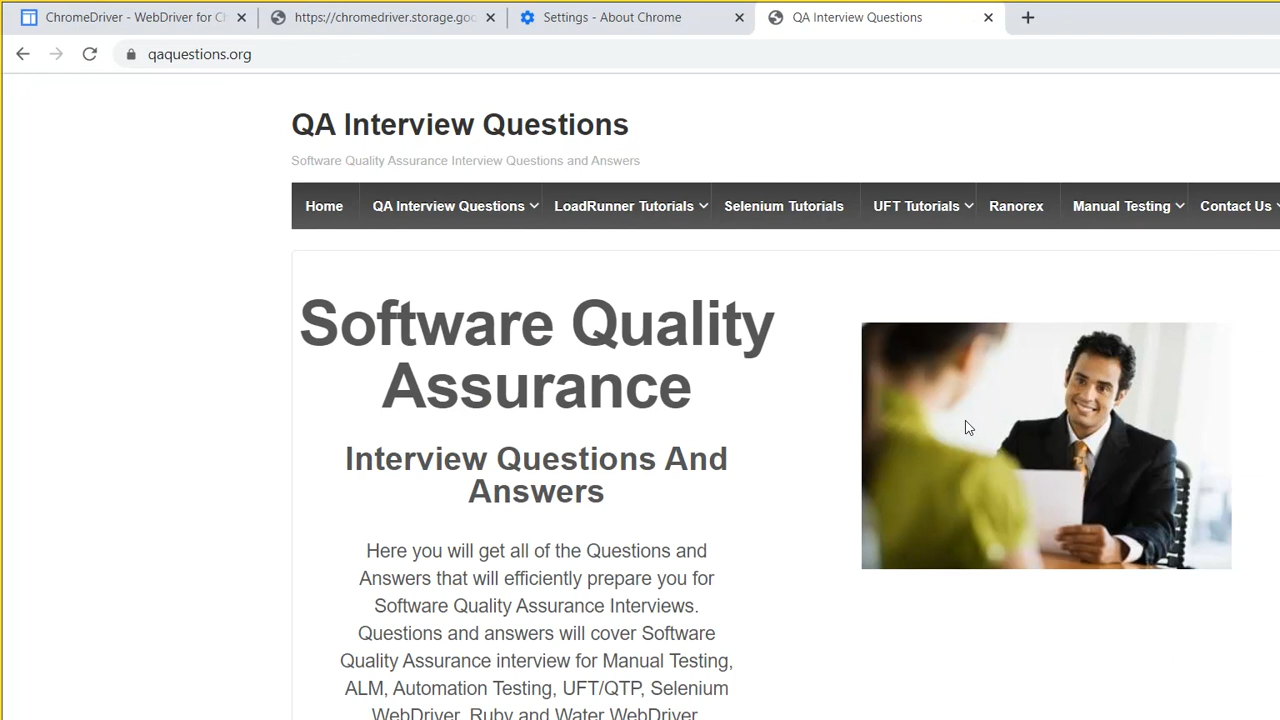 ChromeDriver - WebDriver for Ch
https://chromedriver.storage.goo
Settings - About Chrome
QA Interview Questions
qaquestions.org
QA Interview Questions
Software Quality Assurance Interview Questions and Answers
Home QA Interview Questions LoadRunner Tutorials Selenium Tutorials UFT Tutorials Ranorex Manual Testing Contact Us
Software Quality
Assurance
Interview Questions And
Answers
Here you will get all of the Questions and
Answers that will efficiently prepare you for
Software Quality Assurance Interviews.
Questions and answers will cover Software
Quality Assurance interview for Manual Testing,
ALM, Automation Testing, UFT/QTP, Selenium
WebDriver, Ruby and Water WebDriver